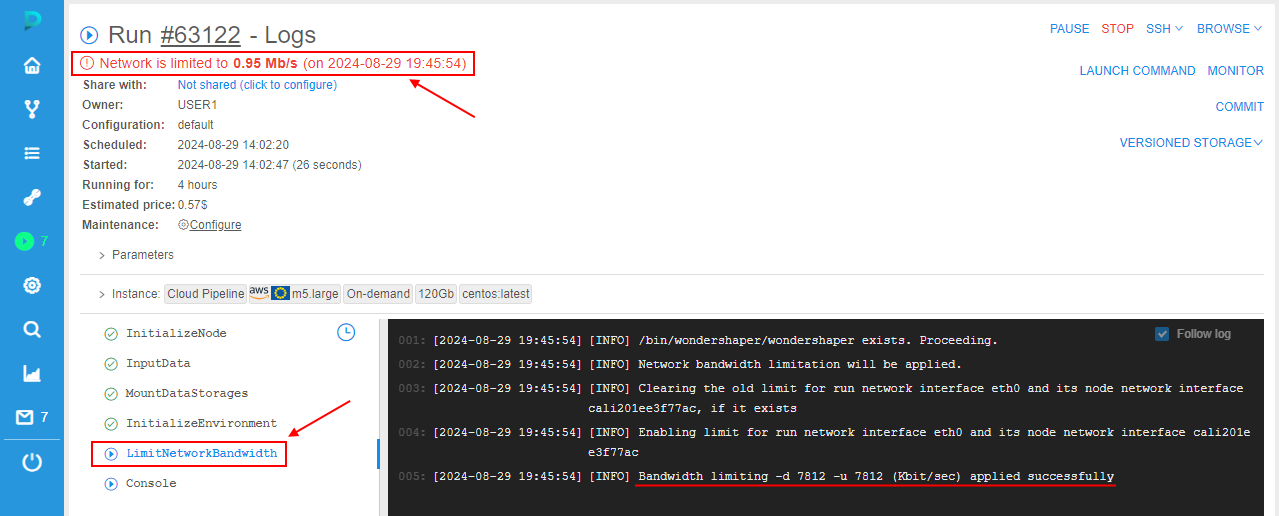 Run #63122 - Logs
PAUSE STOP SSH BROWSE
Network is limited to 0.95 Mb/s (on 2024-08-29 19:45:54)
LAUNCH COMMAND MONITOR
Share with: Not shared (click to configure)
Owner: USER1
COMMIT
Configuration: default
Scheduled: 2024-08-29 14:02:20
VERSIONED STORAGE
Started: 2024-08-29 14:02:47 (26 seconds)
Running for: 4 hours
Estimated price: 0.57$
Maintenance: Configure
7
Parameters
Instance: Cloud Pipeline aws m5.large On-demand 120Gb centos:latest
InitializeNode
InputData
MountDataStorages
InitializeEnvironment
LimitNetworkBandwidth
Console
7
Follow log
001: [2024-08-29 19:45:54] [INFO] /bin/wondershaper/wondershaper exists. Proceeding.
002: [2024-08-29 19:45:54] [INFO] Network bandwidth limitation will be applied.
003: [2024-08-29 19:45:54] [INFO] Clearing the old limit for run network interface eth0 and its node network interface
cali201ee3f77ac, if it exists
004: [2024-08-29 19:45:54] [INFO] Enabling limit for run network interface eth0 and its node network interface cali201e
e3f77ac
005: [2024-08-29 19:45:54] [INFO] Bandwidth limiting -d 7812 -u 7812 (Kbit/sec) applied successfully